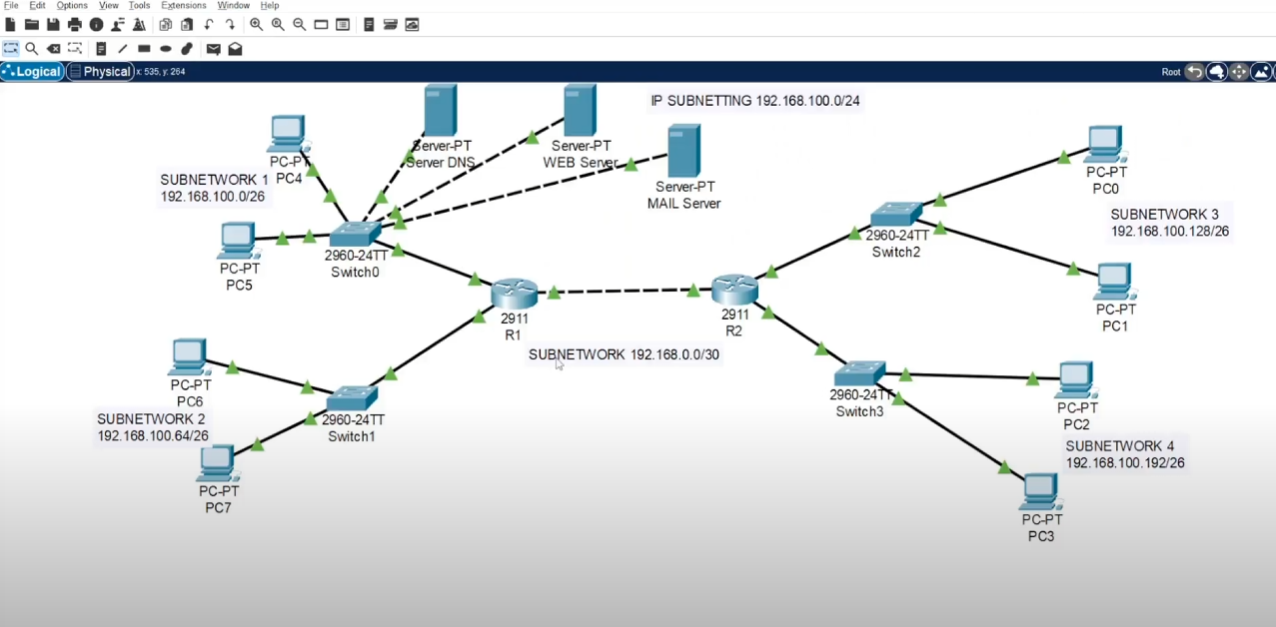 File Edit Options View Tools Extensions Window Help
Logical Physical x: 535, y: 264
Root
IP SUBNETTING 192.168.100.0/24
Server-PT
Server DNS
Server-PT
WEB Server
Server-PT
MAIL Server
PC-PT
PC4
SUBNETWORK 1
192.168.100.0/26
PC-PT
PC5
2960-24TT
Switch0
2911
R1
2911
R2
SUBNETWORK 192.168.0.0/30
PC-PT
PC6
SUBNETWORK 2
192.168.100.64/26
2960-24TT
Switch1
PC-PT
PC7
2960-24TT
Switch2
PC-PT
PC0
SUBNETWORK 3
192.168.100.128/26
PC-PT
PC1
2960-24TT
Switch3
PC-PT
PC2
SUBNETWORK 4
192.168.100.192/26
PC-PT
PC3